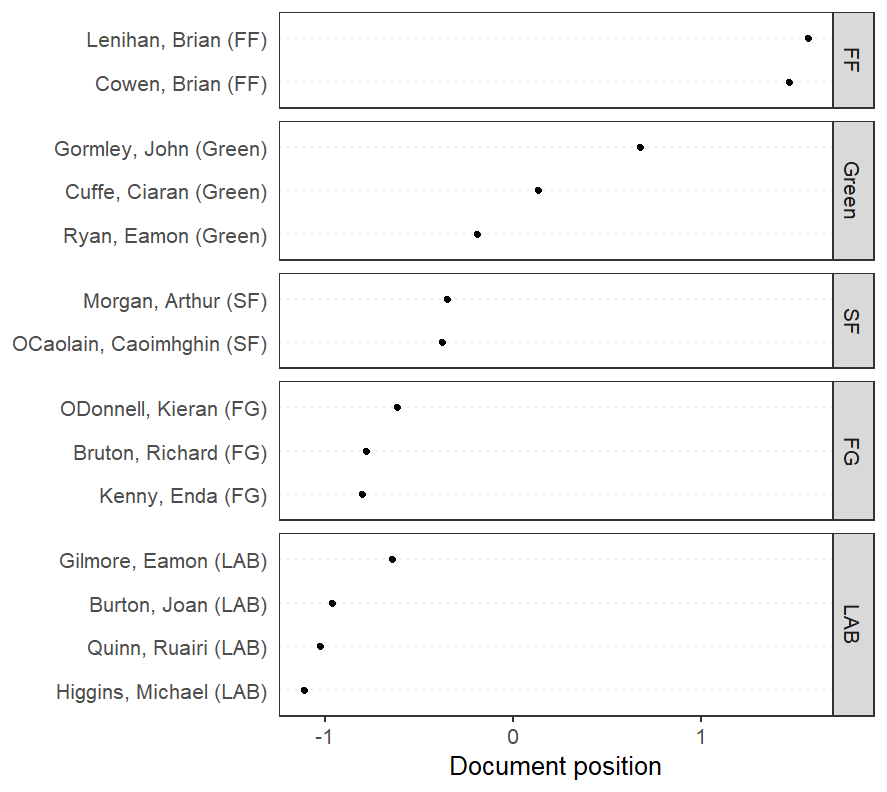 Lenihan, Brian (FF)
Cowen, Brian (FF)
FF
Gormley, John (Green)
Cuffe, Ciaran (Green)
Ryan, Eamon (Green)
Green
Morgan, Arthur (SF)
OCaolain, Caoimhghin (SF)
SF
ODonnell, Kieran (FG)
Bruton, Richard (FG)
Kenny, Enda (FG)
FG
Gilmore, Eamon (LAB)
Burton, Joan (LAB)
Quinn, Ruairi (LAB)
Higgins, Michael (LAB)
LAB
-1 0 1
Document position